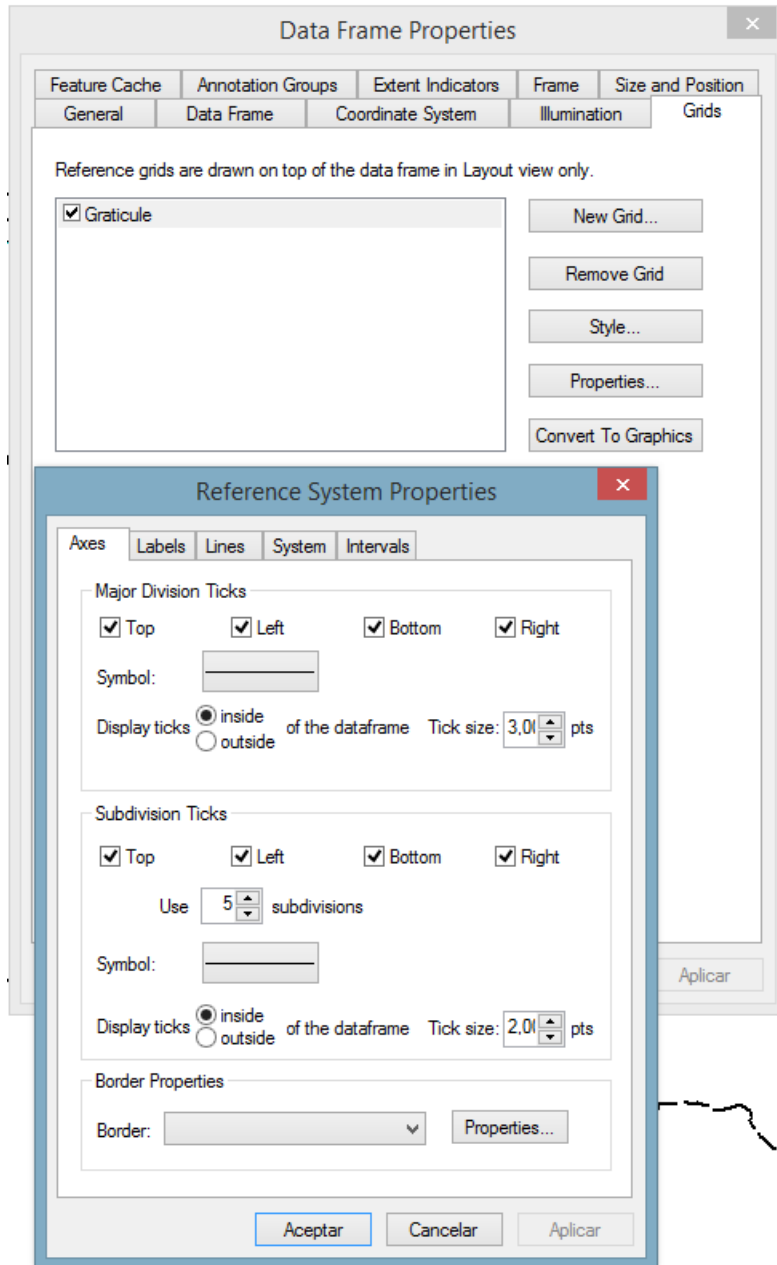 Data Frame Properties
Feature Cache Annotation Groups Extent Indicators Frame Size and Position
General Data Frame Coordinate System Illumination Grids
Reference grids are drawn on top of the data frame in Layout view only.
Graticule
New Grid...
Remove Grid
Style...
Properties...
Convert To Graphics
Reference System Properties
Axes Labels Lines System Intervals
Major Division Ticks
Top Left Bottom Right
Symbol:
Display ticks inside outside of the dataframe Tick size: 3,00 pts
Subdivision Ticks
Top Left Bottom Right
Use 5 subdivisions
Symbol:
Display ticks inside outside of the dataframe Tick size: 2,00 pts
Border Properties
Border: Properties...
Aceptar Cancelar Aplicar
Aplicar